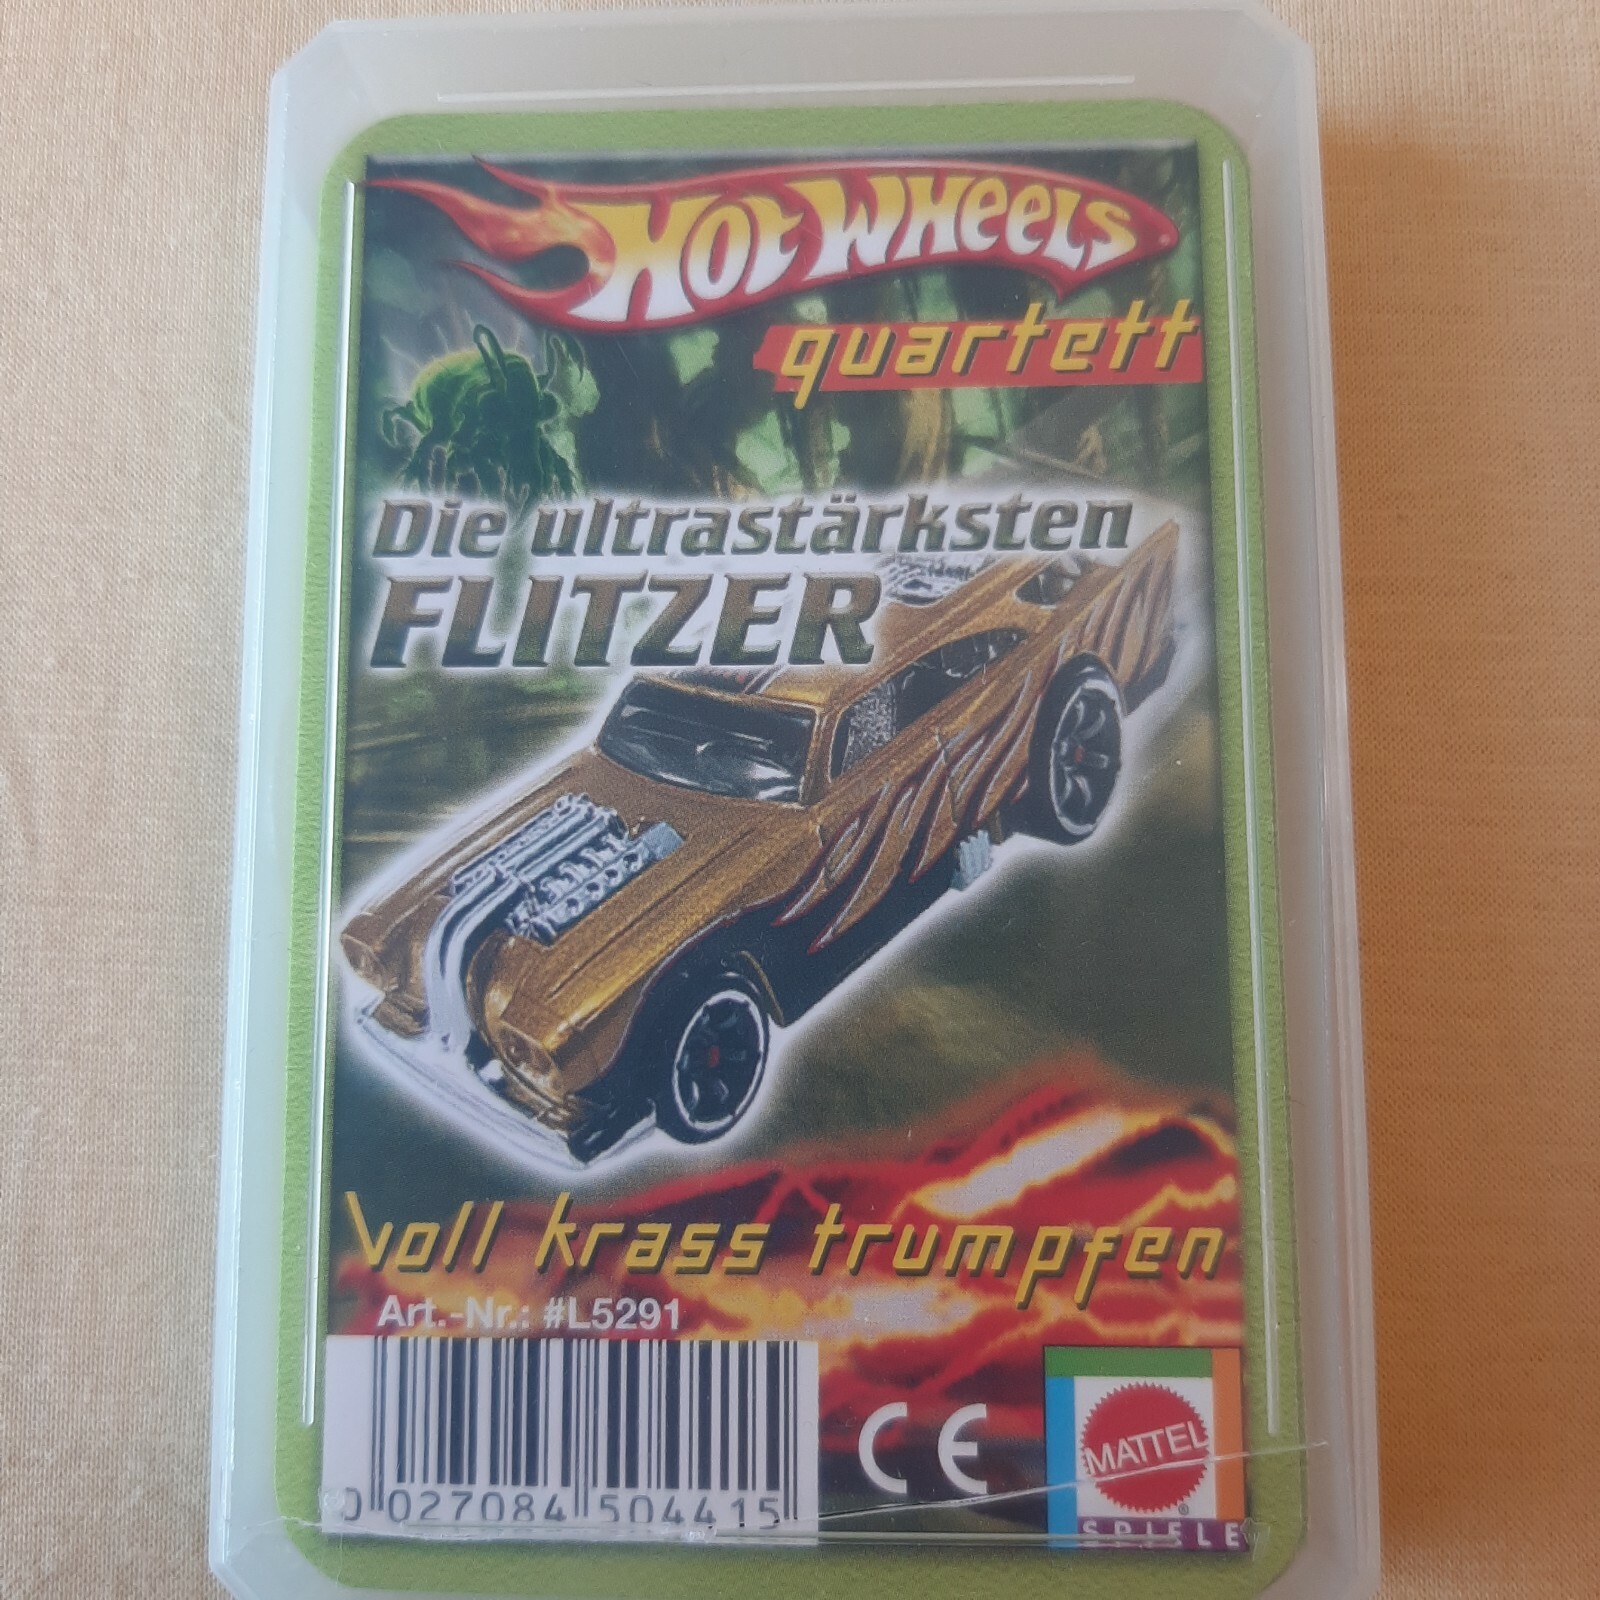 HOT WHEELS
quartett
Die ultrastärksten
FLITZER
Voll krass trumpfen
Art.-Nr.: #L5291
0 027084 504415
CE
MATTEL
SPIELE